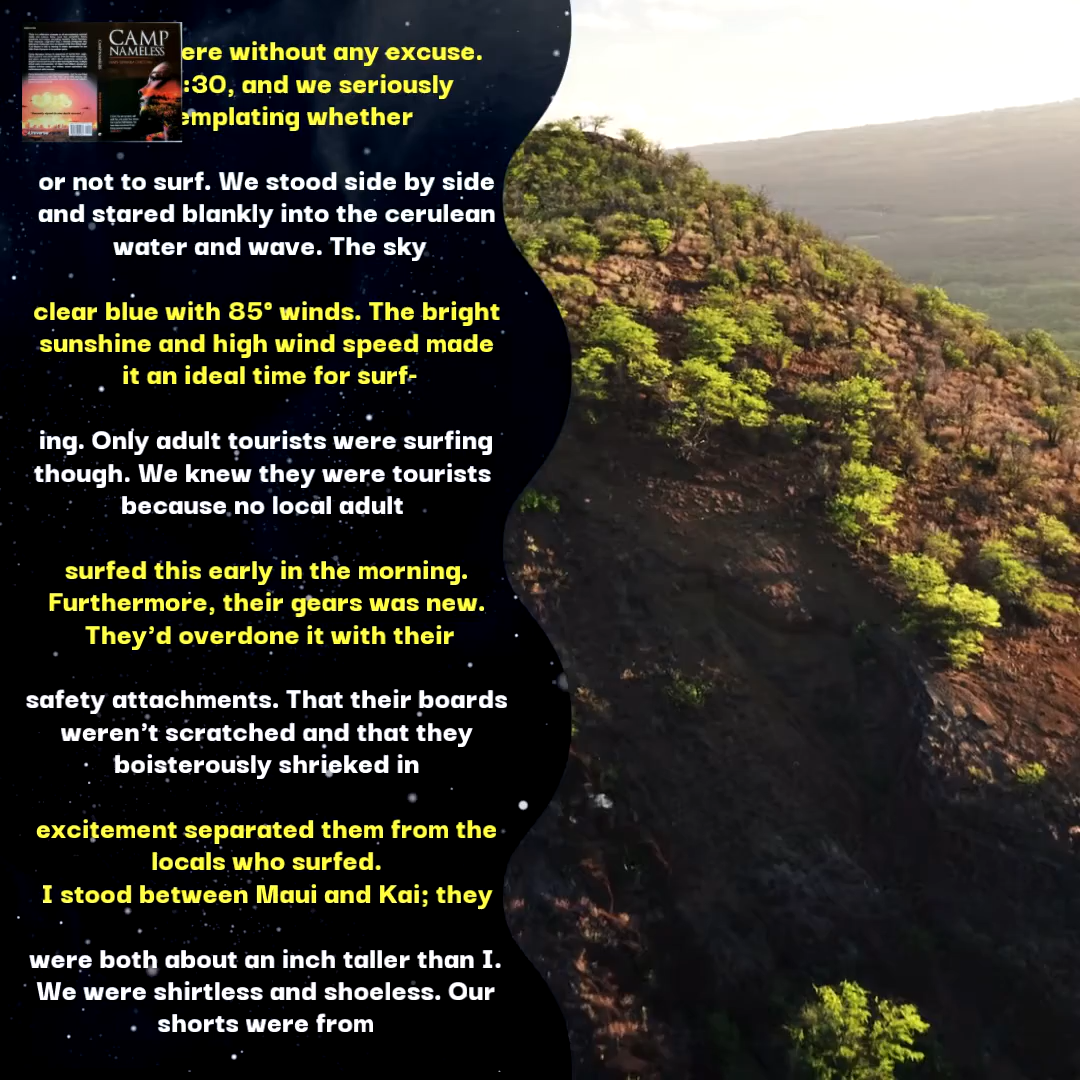 CAMP
NAMELESS
ere without any excuse.
:30, and we seriously
emplating whether
or not to surf. We stood side by side
and stared blankly into the cerulean
water and wave. The sky
clear blue with 85° winds. The bright
sunshine and high wind speed made
it an ideal time for surf-
ing. Only adult tourists were surfing
though. We knew they were tourists
because no local adult
surfed this early in the morning.
Furthermore, their gears was new.
They’d overdone it with their
safety attachments. That their boards
weren’t scratched and that they
boisterously shrieked in
excitement separated them from the
locals who surfed.
I stood between Maui and Kai; they
were both about an inch taller than I.
We were shirtless and shoeless. Our
shorts were from